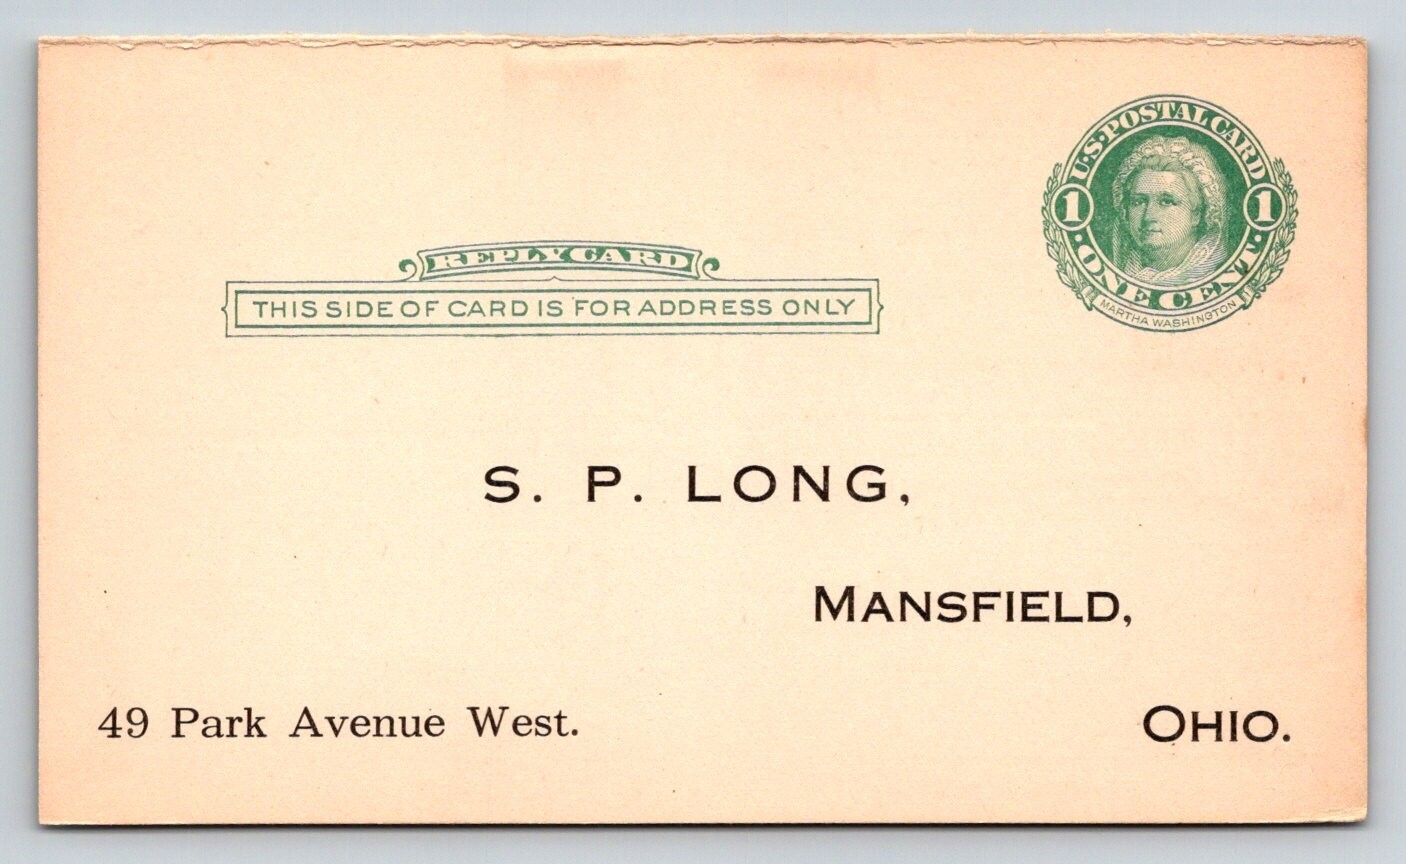 U.S. POSTAL CARD
1 1
ONE CENT
MARTHA WASHINGTON
REPLY CARD
THIS SIDE OF CARD IS FOR ADDRESS ONLY
S. P. LONG,
MANSFIELD,
49 Park Avenue West.
OHIO.